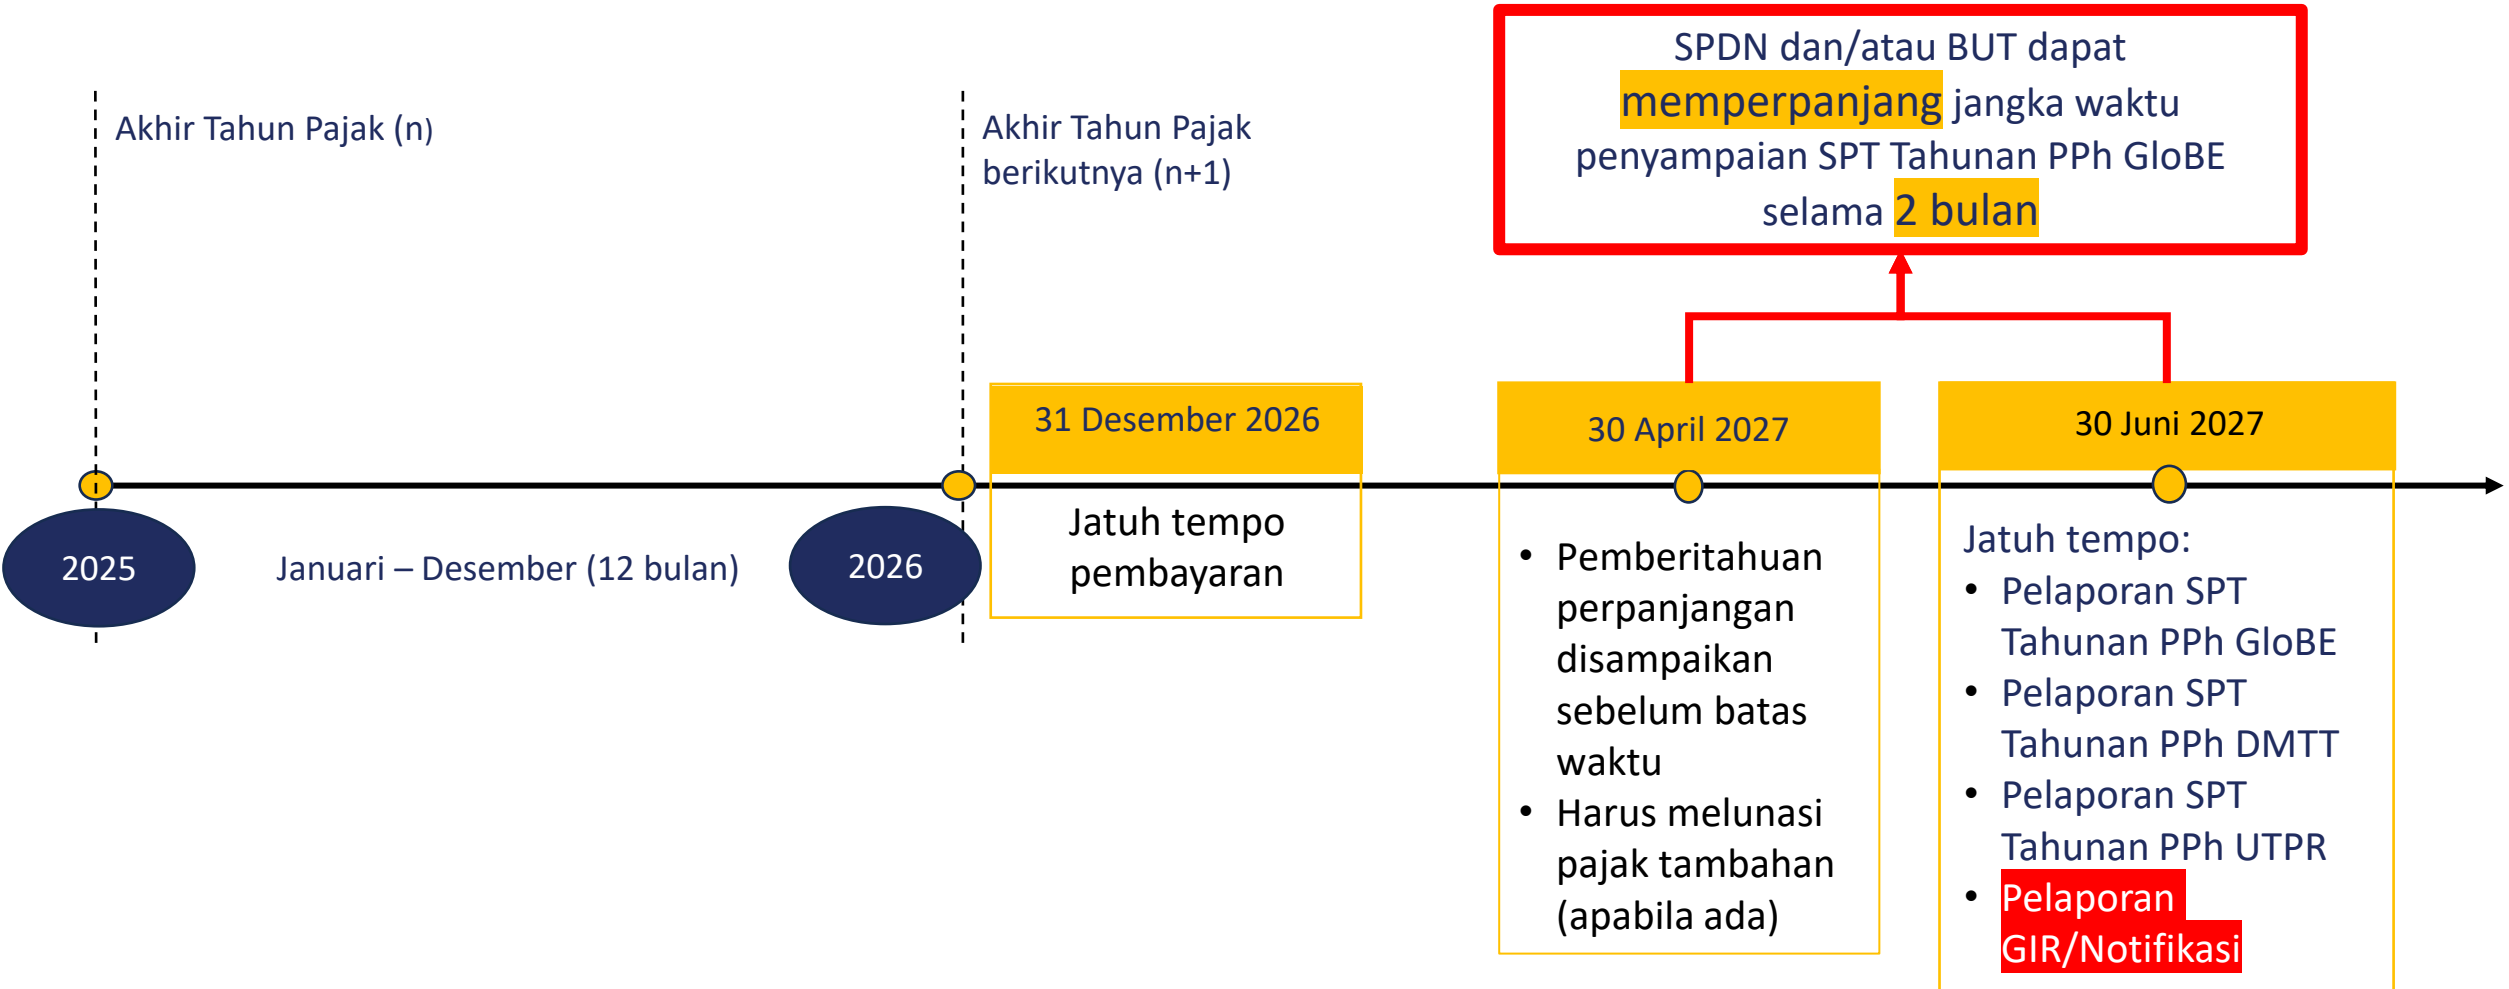 SPDN dan/atau BUT dapat
memperpanjang jangka waktu
penyampaian SPT Tahunan PPh GloBE
selama 2 bulan
Akhir Tahun Pajak (n)
Akhir Tahun Pajak
berikutnya (n+1)
31 Desember 2026
Jatuh tempo
pembayaran
2025
Januari – Desember (12 bulan)
2026
30 April 2027
• Pemberitahuan
perpanjangan
disampaikan
sebelum batas
waktu
• Harus melunasi
pajak tambahan
(apabila ada)
30 Juni 2027
Jatuh tempo:
• Pelaporan SPT
Tahunan PPh GloBE
• Pelaporan SPT
Tahunan PPh DMTT
• Pelaporan SPT
Tahunan PPh UTPR
• Pelaporan
GIR/Notifikasi